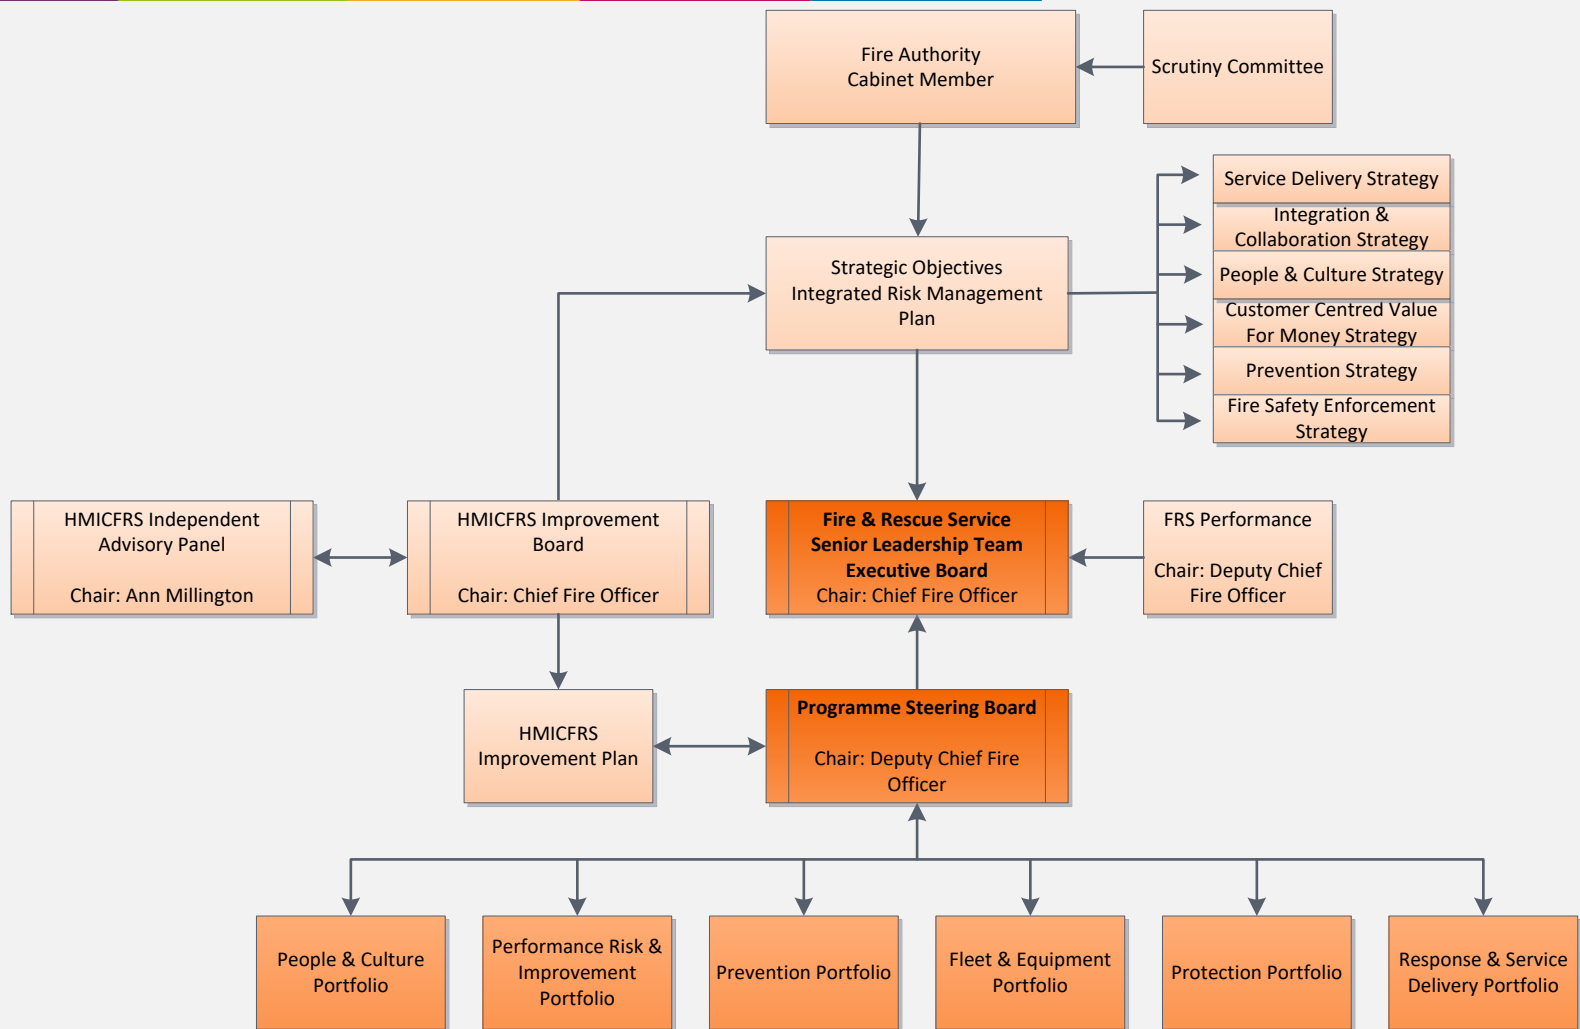 Fire Authority
Cabinet Member
Scrutiny Committee
Service Delivery Strategy
Integration &
Collaboration Strategy
People & Culture Strategy
Customer Centred Value
For Money Strategy
Prevention Strategy
Fire Safety Enforcement
Strategy
Strategic Objectives
Integrated Risk Management
Plan
HMICFRS Independent
Advisory Panel
Chair: Ann Millington
HMICFRS Improvement
Board
Chair: Chief Fire Officer
Fire & Rescue Service
Senior Leadership Team
Executive Board
Chair: Chief Fire Officer
FRS Performance
Chair: Deputy Chief
Fire Officer
HMICFRS
Improvement Plan
Programme Steering Board
Chair: Deputy Chief Fire
Officer
People & Culture
Portfolio
Performance Risk &
Improvement
Portfolio
Prevention Portfolio
Fleet & Equipment
Portfolio
Protection Portfolio
Response & Service
Delivery Portfolio